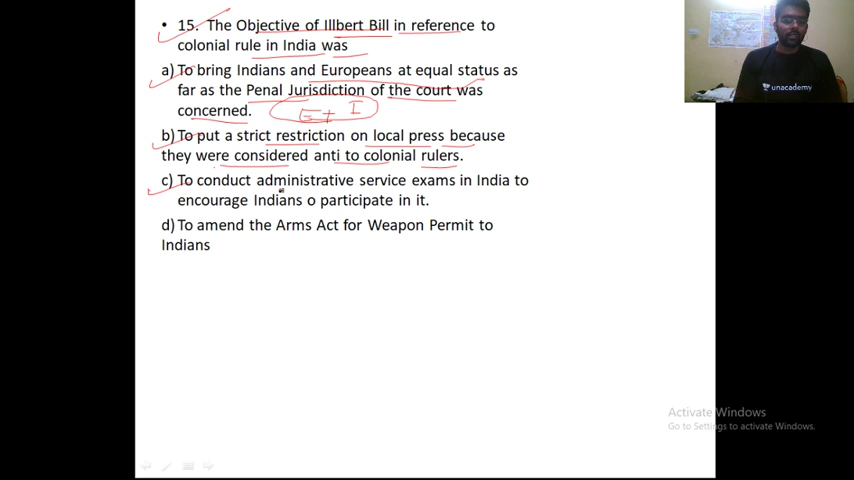 • 15. The Objective of Illbert Bill in reference to
colonial rule in India was
a) To bring Indians and Europeans at equal status as
far as the Penal Jurisdiction of the court was
concerned. E + I
b) To put a strict restriction on local press because
they were considered anti to colonial rulers.
c) To conduct administrative service exams in India to
encourage Indians o participate in it.
d) To amend the Arms Act for Weapon Permit to
Indians
unacademy
Activate Windows
Go to Settings to activate Windows.